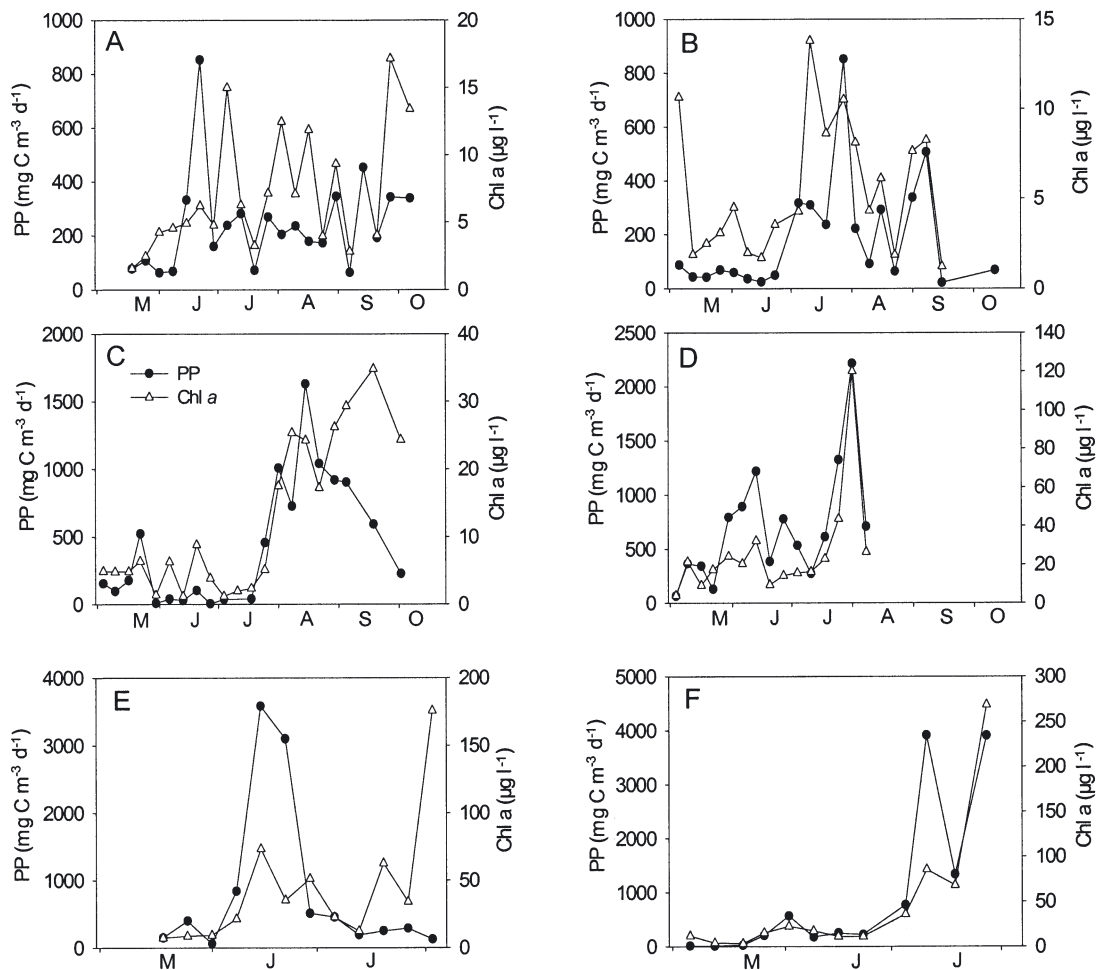 A
1000
800
600
400
200
0
PP (mg C m-3 d-1)
20
15
10
5
0
Chl a (µg l-1)
M J J A S O
B
1000
800
600
400
200
0
PP (mg C m-3 d-1)
15
10
5
0
Chl a (µg l-1)
M J J A S O
C
PP
Chl a
2000
1500
1000
500
0
PP (mg C m-3 d-1)
40
30
20
10
0
Chl a (µg l-1)
M J J A S O
D
2500
2000
1500
1000
500
0
PP (mg C m-3 d-1)
140
120
100
80
60
40
20
0
Chl a (µg l-1)
M J J A S O
E
4000
3000
2000
1000
0
PP (mg C m-3 d-1)
200
150
100
50
0
Chl a (µg l-1)
M J J
F
5000
4000
3000
2000
1000
0
PP (mg C m-3 d-1)
300
250
200
150
100
50
0
Chl a (µg l-1)
M J J